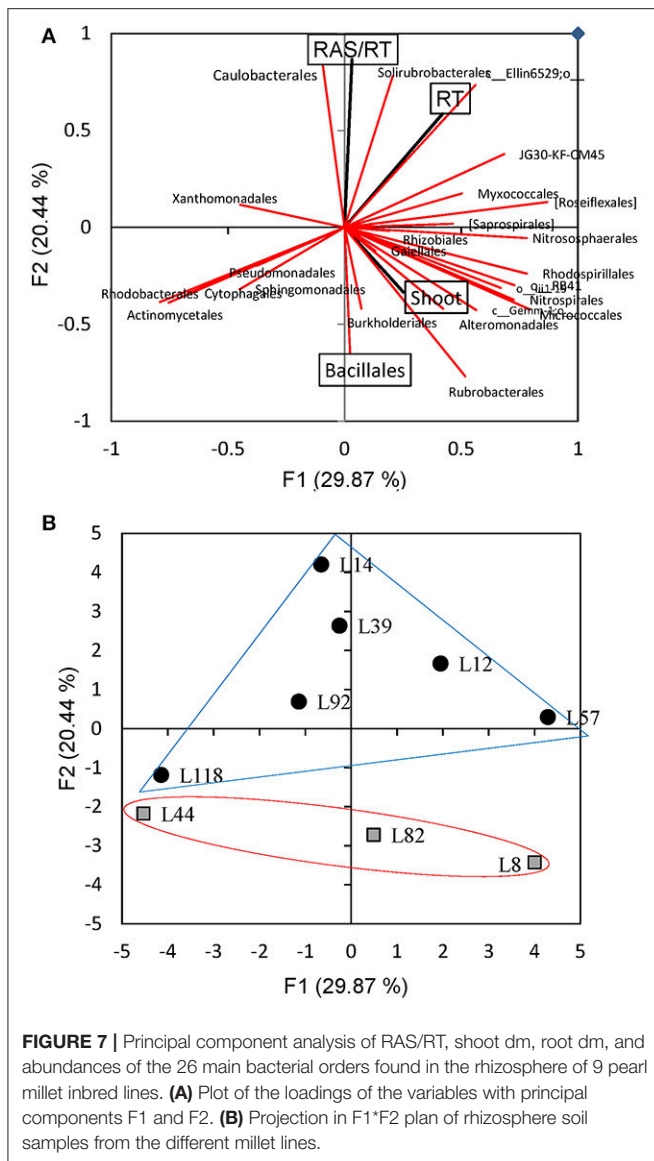 A
RAS/RT
Caulobacterales
Solirubrobacterales
c__Ellin6529;o__
RT
JG30-KF-CM45
Xanthomonadales
Myxococcales
[Roseiflexales]
[Saprospirales]
Rhizobiales
Nitrososphaerales
Gaiellales
Pseudomonadales
Rhodospirillales
Rhodobacterales
Cytophagales
Sphingomonadales
Shoot
RB41
Nitrospirales
Actinomycetales
Burkholderiales
Alteromonadales
c__Gemm-1;o__
Micrococcales
Bacillales
Rubrobacterales
1
0.5
0
-0.5
-1
F2 (20.44 %)
-1 -0.5 0 0.5 1
F1 (29.87 %)
B
5
4
3
2
1
0
-1
-2
-3
-4
-5
F2 (20.44 %)
L14
L39
L12
L92
L57
L118
L44
L82
L8
-5 -4 -3 -2 -1 0 1 2 3 4 5
F1 (29.87 %)
FIGURE 7 | Principal component analysis of RAS/RT, shoot dm, root dm, and
abundances of the 26 main bacterial orders found in the rhizosphere of 9 pearl
millet inbred lines. (A) Plot of the loadings of the variables with principal
components F1 and F2. (B) Projection in F1*F2 plan of rhizosphere soil
samples from the different millet lines.